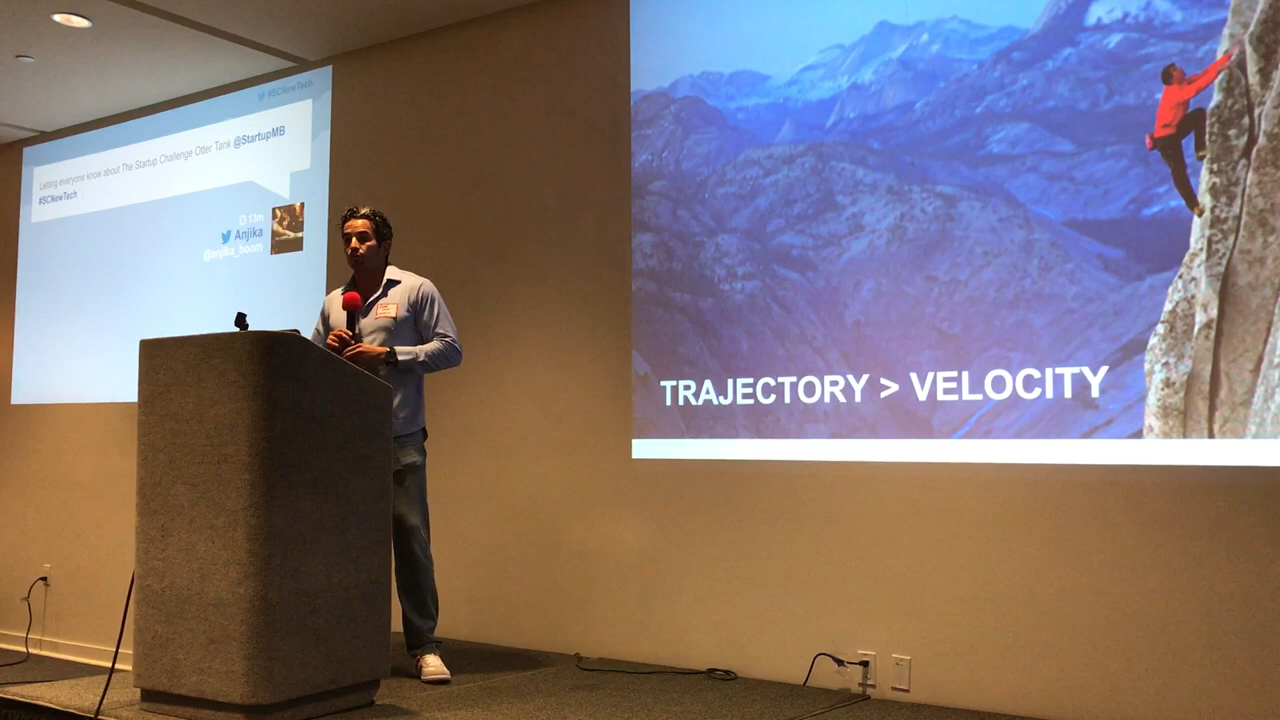 #SCNewTech
Letting everyone know about The Startup Challenge Otter Tank @StartupMB
#SCNewTech
13m
Anjika
@anjika_boom
TRAJECTORY > VELOCITY